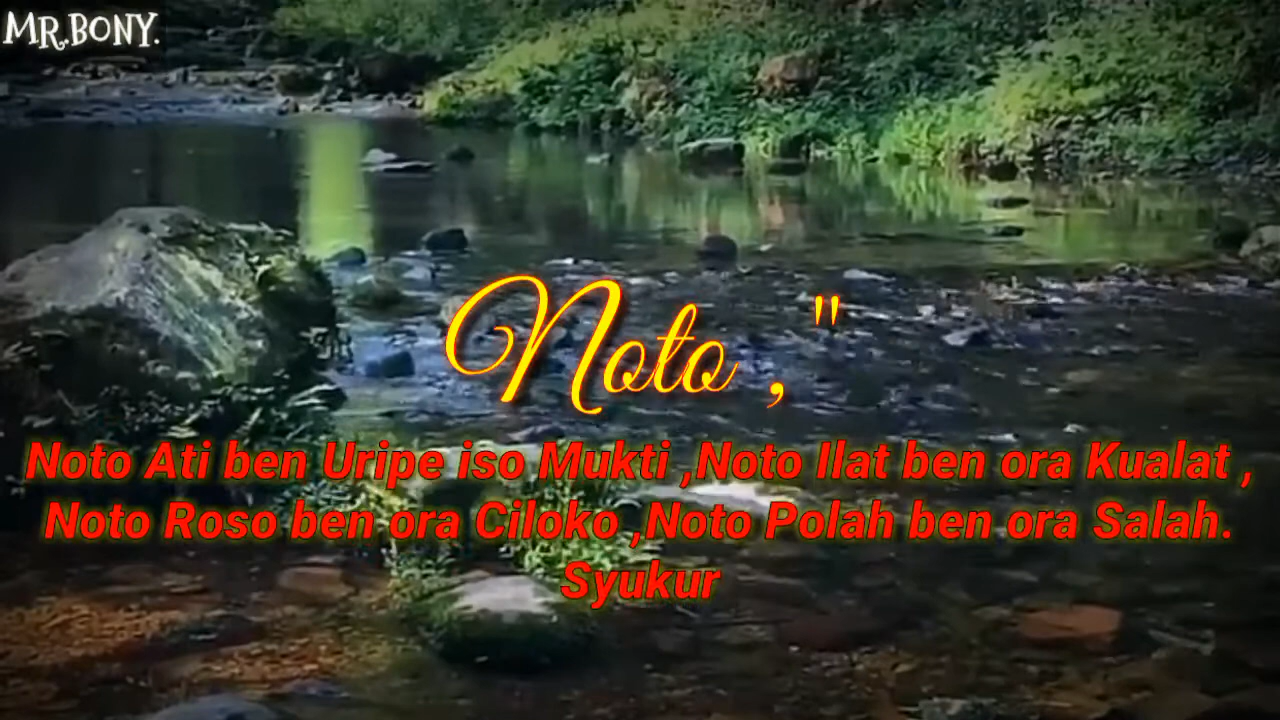 MR.BONY.
Noto ,"
Noto Ati ben Uripe iso Mukti ,Noto Ilat ben ora Kualat ,
Noto Roso ben ora Ciloko ,Noto Polah ben ora Salah.
Syukur